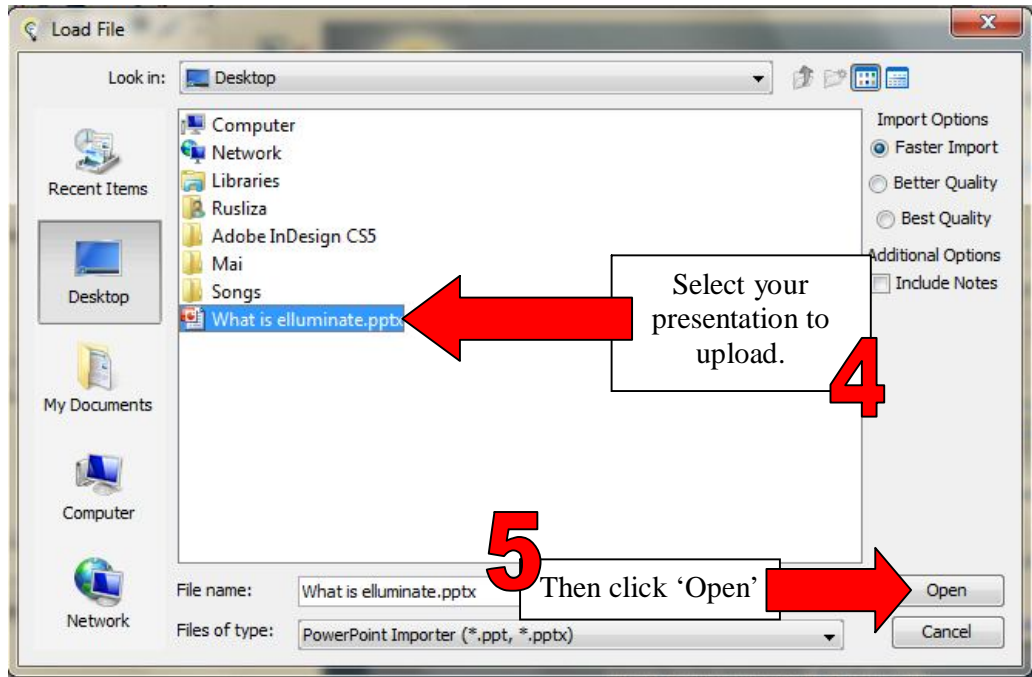 Load File
Look in:
Desktop
Recent Items
Desktop
My Documents
Computer
Network
Computer
Network
Libraries
Rusliza
Adobe InDesign CS5
Mai
Songs
What is elluminate.pptx
Import Options
Faster Import
Better Quality
Best Quality
Additional Options
Include Notes
Select your
presentation to
upload.
4
5
Then click ‘Open’
File name:
What is elluminate.pptx
Open
Files of type:
PowerPoint Importer (*.ppt, *.pptx)
Cancel